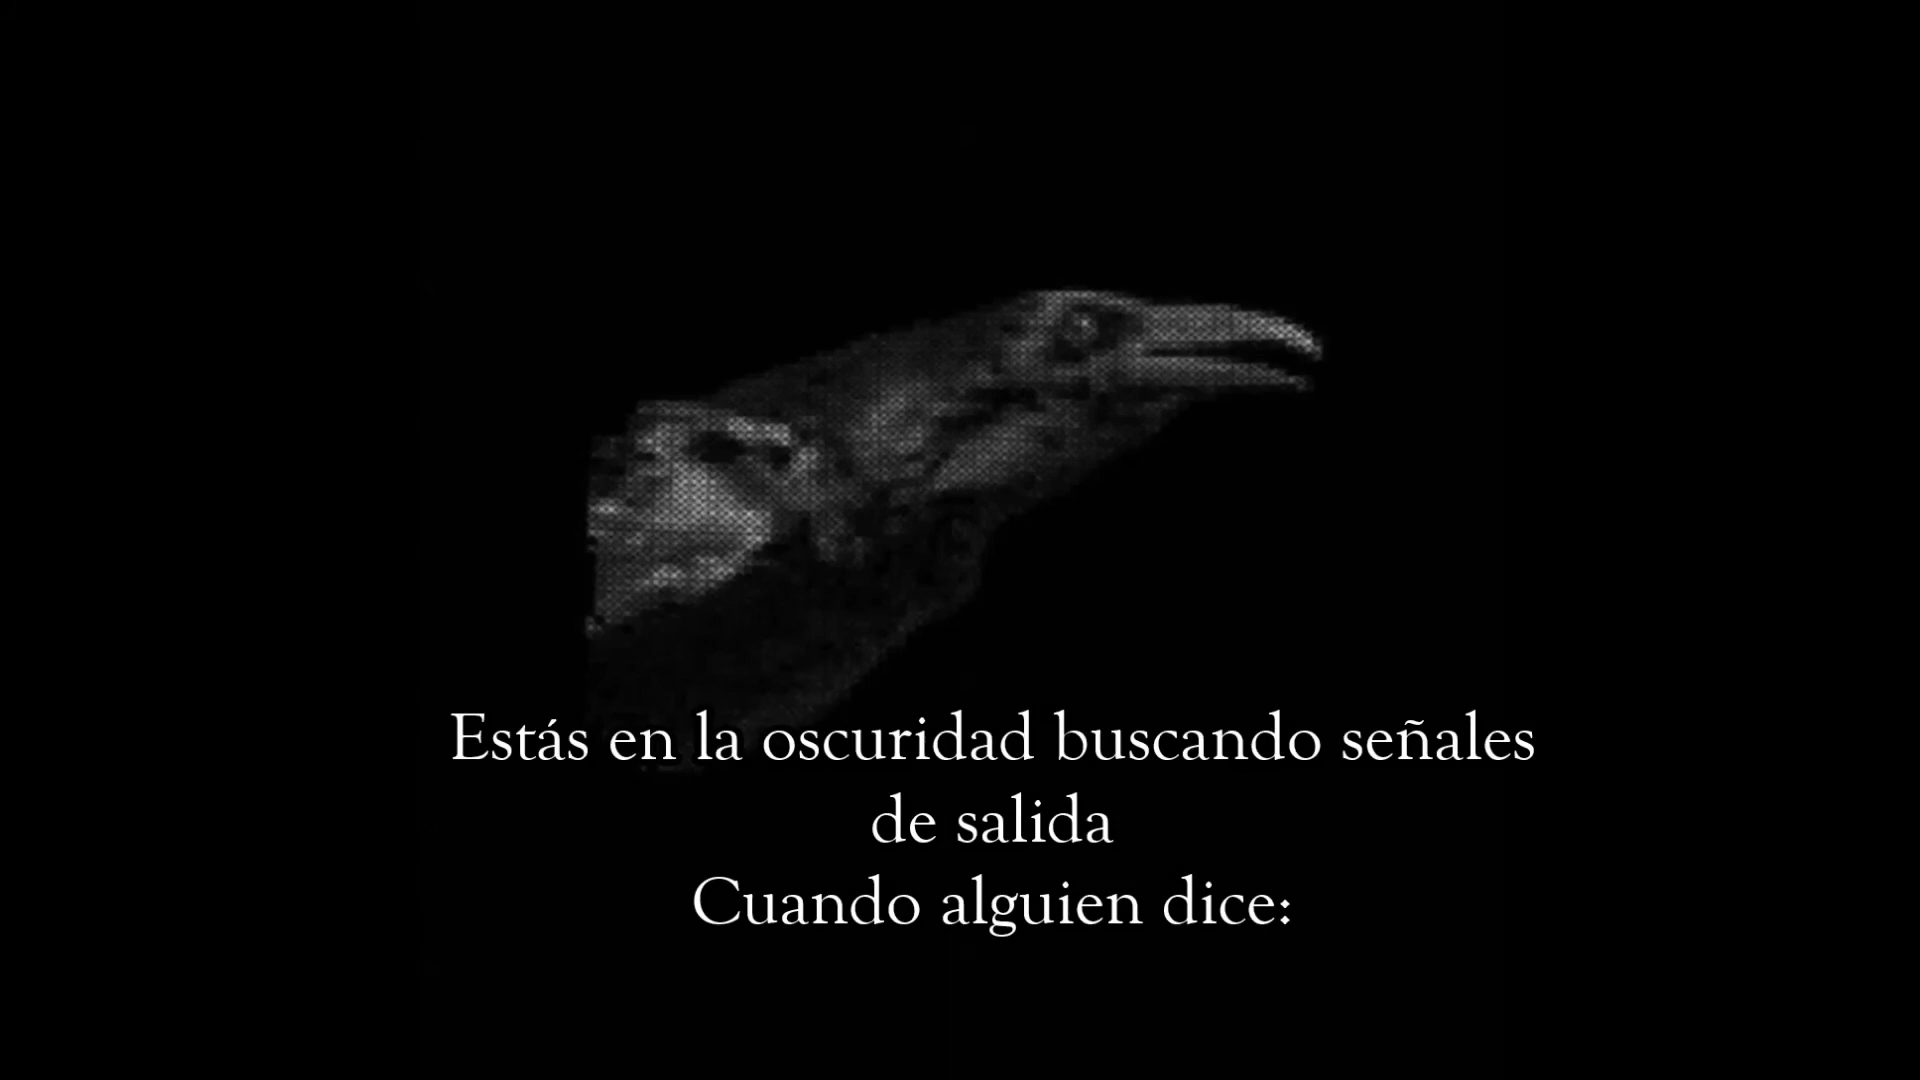 Estás en la oscuridad buscando señales
de salida
Cuando alguien dice: